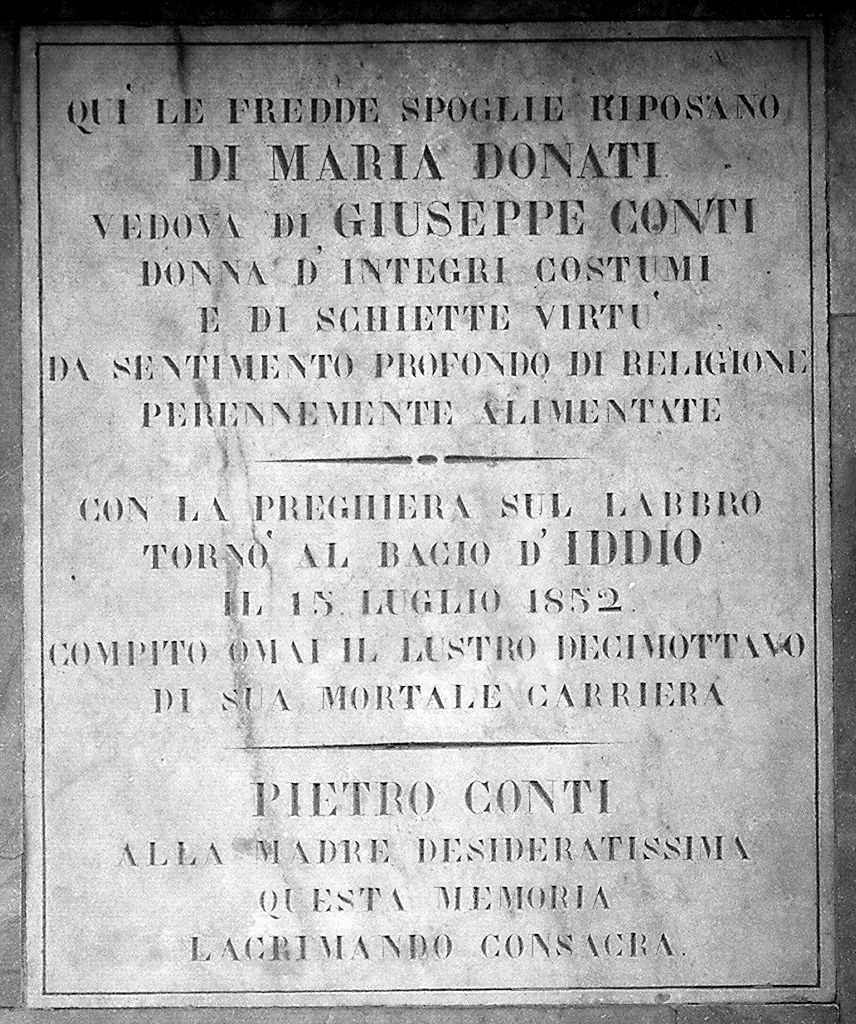 QUI' LE FREDDE SPOGLIE RIPOSANO
DI MARIA DONATI
VEDOVA DI GIUSEPPE CONTI
DONNA D' INTEGRI COSTUMI
E DI SCHIETTE VIRTU'
DA SENTIMENTO PROFONDO DI RELIGIONE
PERENNEMENTE ALIMENTATE
CON LA PREGHIERA SUL LABBRO
TORNO' AL BACIO D' IDDIO
IL 15. LUGLIO 1852.
COMPITO OMAI IL LUSTRO DECIMOTTAVO
DI SUA MORTALE CARRIERA
PIETRO CONTI
ALLA MADRE DESIDERATISSIMA
QUESTA MEMORIA
LACRIMANDO CONSACRA.